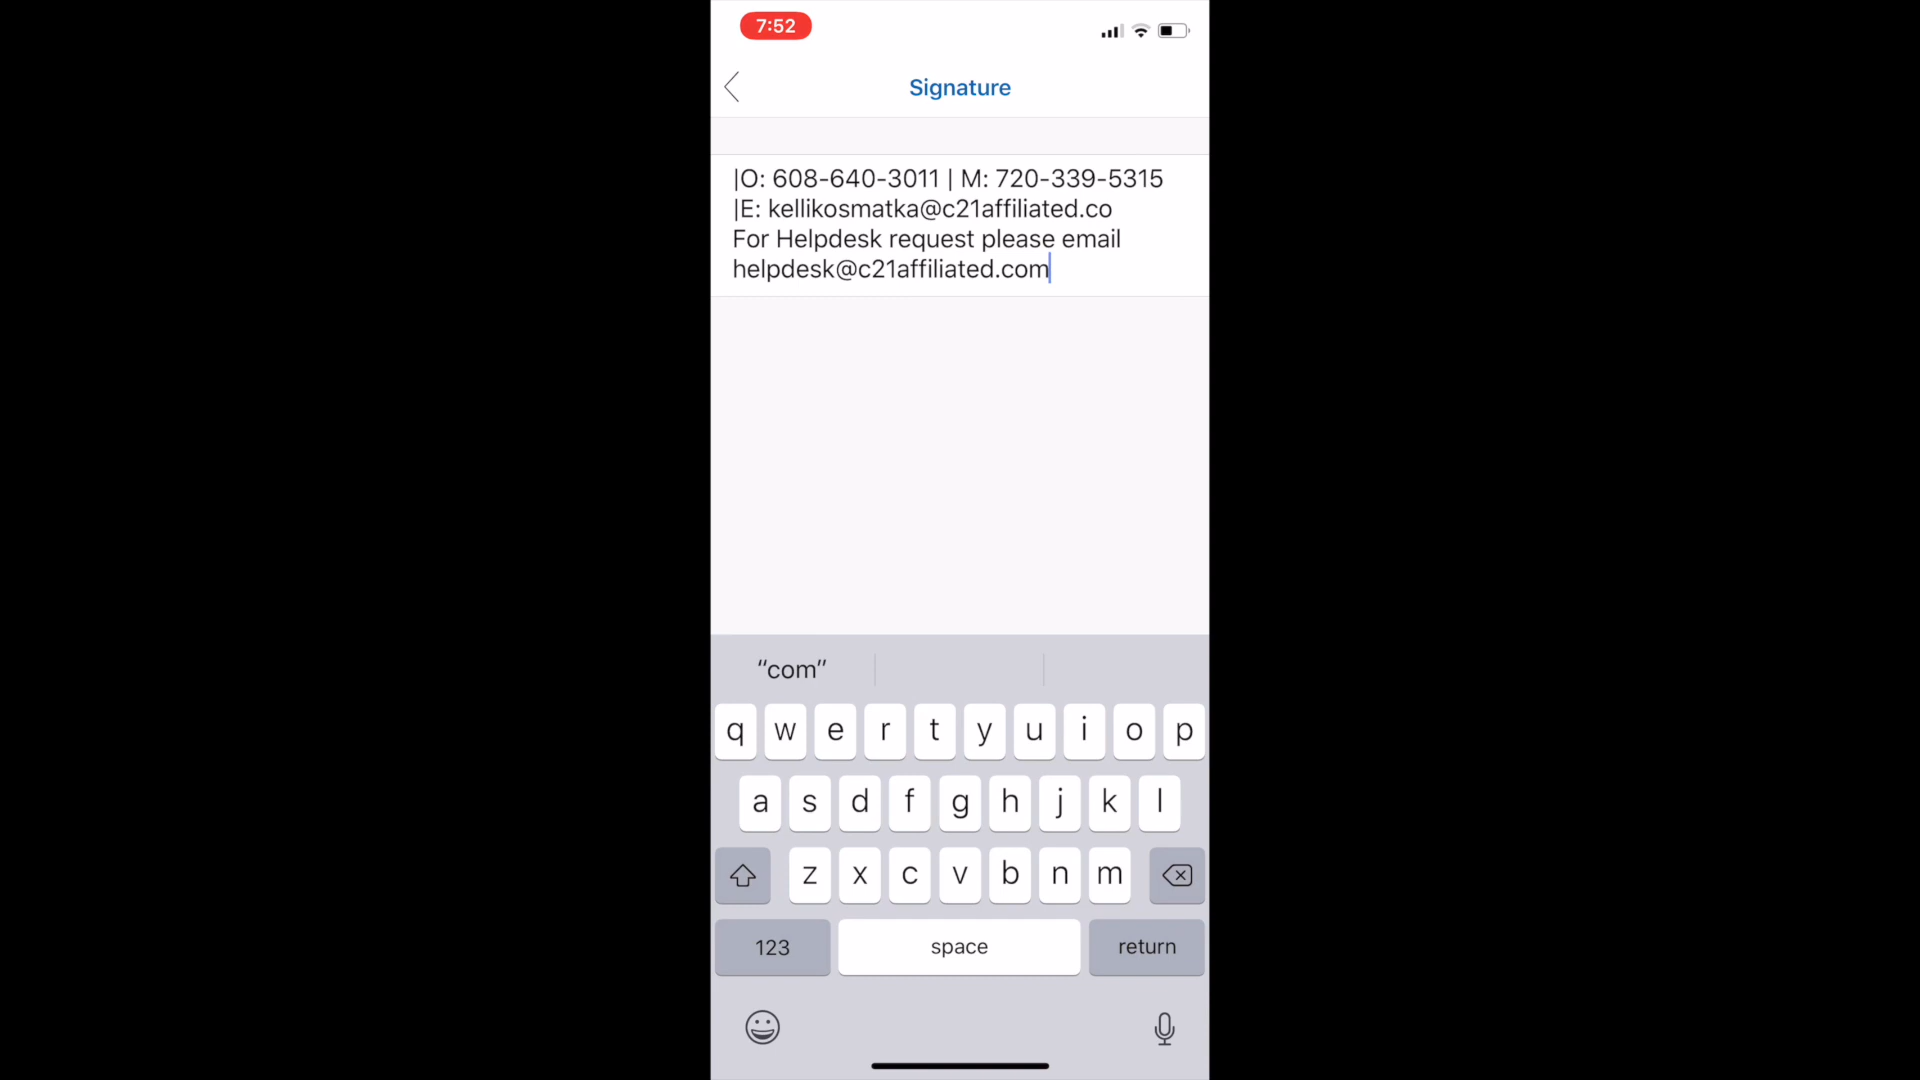 7:52
Signature
|O: 608-640-3011 | M: 720-339-5315
|E: kellikosmatka@c21affiliated.co
For Helpdesk request please email
helpdesk@c21affiliated.com
“com”
q w e r t y u i o p
a s d f g h j k l
z x c v b n m
123 space return